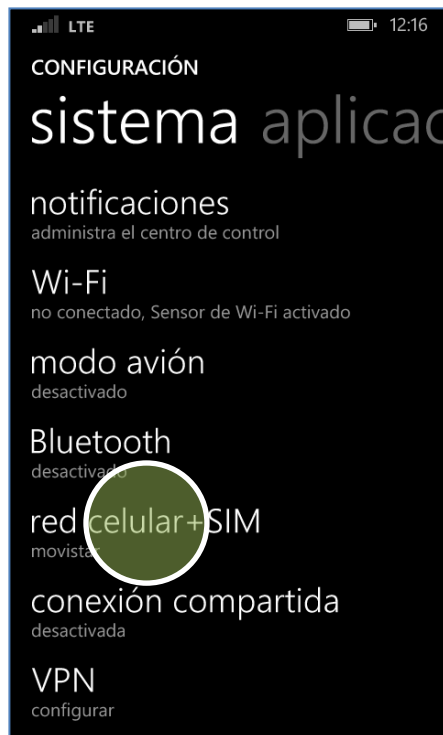 LTE 12:16
CONFIGURACIÓN
sistema aplicac
notificaciones
administra el centro de control
Wi-Fi
no conectado, Sensor de Wi-Fi activado
modo avión
desactivado
Bluetooth
desactivado
red celular+SIM
movistar
conexión compartida
desactivada
VPN
configurar